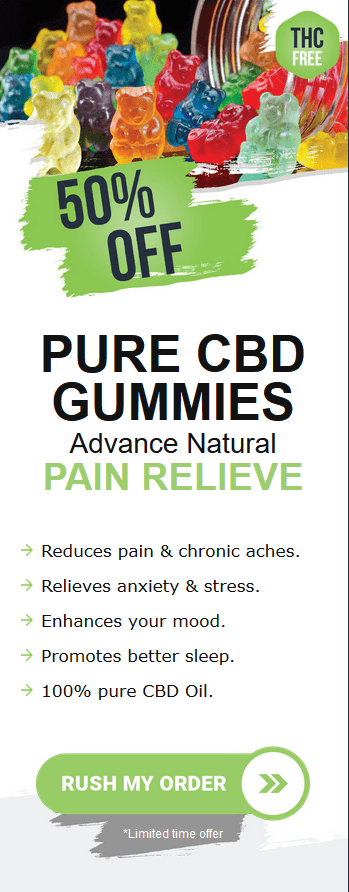 THC
FREE
50%
OFF
PURE CBD
GUMMIES
Advance Natural
PAIN RELIEVE
Reduces pain & chronic aches.
Relieves anxiety & stress.
Enhances your mood.
Promotes better sleep.
100% pure CBD Oil.
RUSH MY ORDER
*Limited time offer